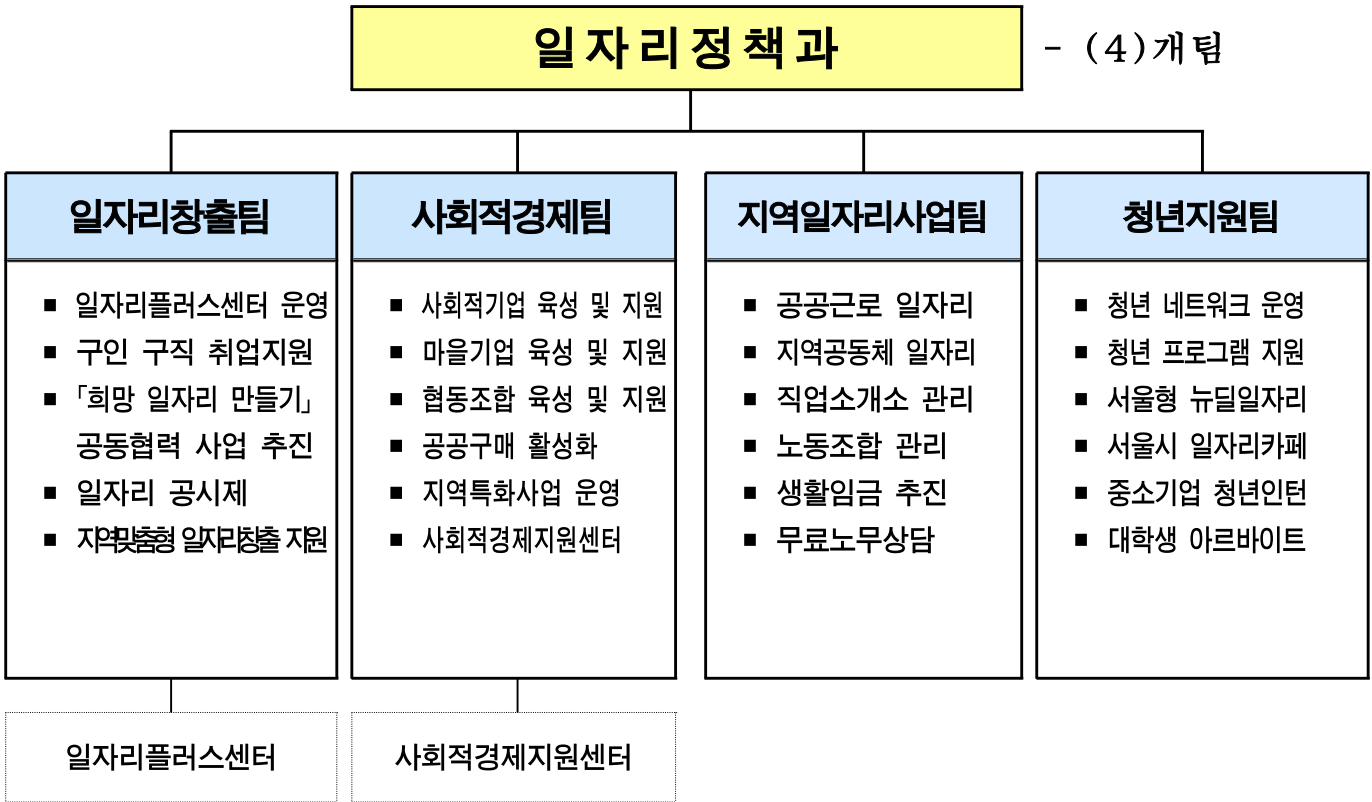 일자리정책과 - (4)개팀
일자리창출팀
■ 일자리플러스센터 운영
■ 구인 구직 취업지원
■ 「희망 일자리 만들기」
공동협력 사업 추진
■ 일자리 공시제
■ 지역맞춤형 일자리창출 지원
일자리플러스센터
사회적경제팀
■ 사회적기업 육성 및 지원
■ 마을기업 육성 및 지원
■ 협동조합 육성 및 지원
■ 공공구매 활성화
■ 지역특화사업 운영
■ 사회적경제지원센터
사회적경제지원센터
지역일자리사업팀
■ 공공근로 일자리
■ 지역공동체 일자리
■ 직업소개소 관리
■ 노동조합 관리
■ 생활임금 추진
■ 무료노무상담
청년지원팀
■ 청년 네트워크 운영
■ 청년 프로그램 지원
■ 서울형 뉴딜일자리
■ 서울시 일자리카페
■ 중소기업 청년인턴
■ 대학생 아르바이트